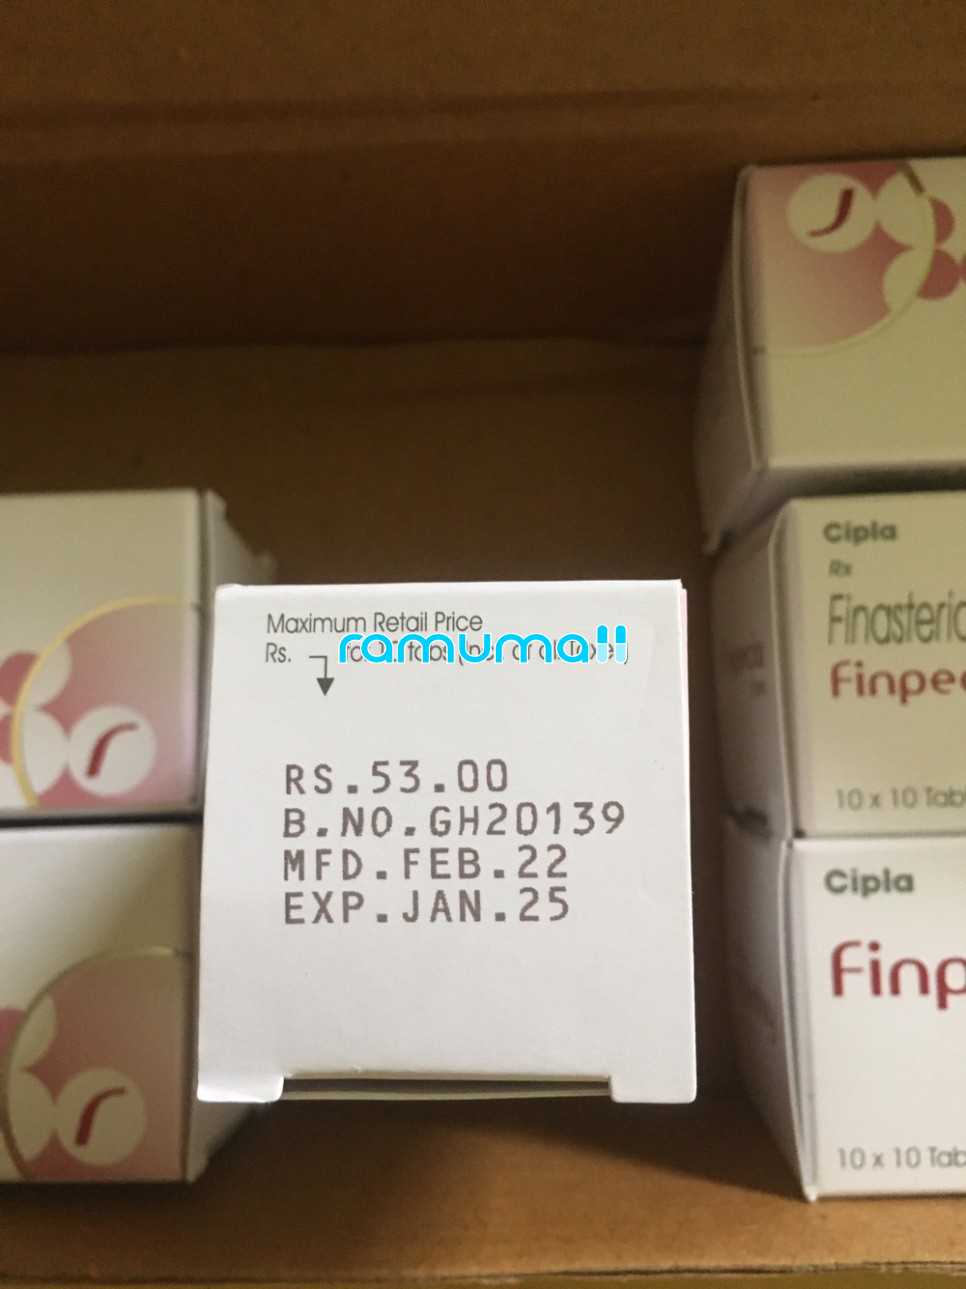 Cipla
Rx
Finasteri
Finpe
10 x 10 Tab
Cipla
Finp
10 x 10 Tab
Maximum Retail Price
Rs.
ramumall
RS.53.00
B.NO.GH20139
MFD.FEB.22
EXP.JAN.25